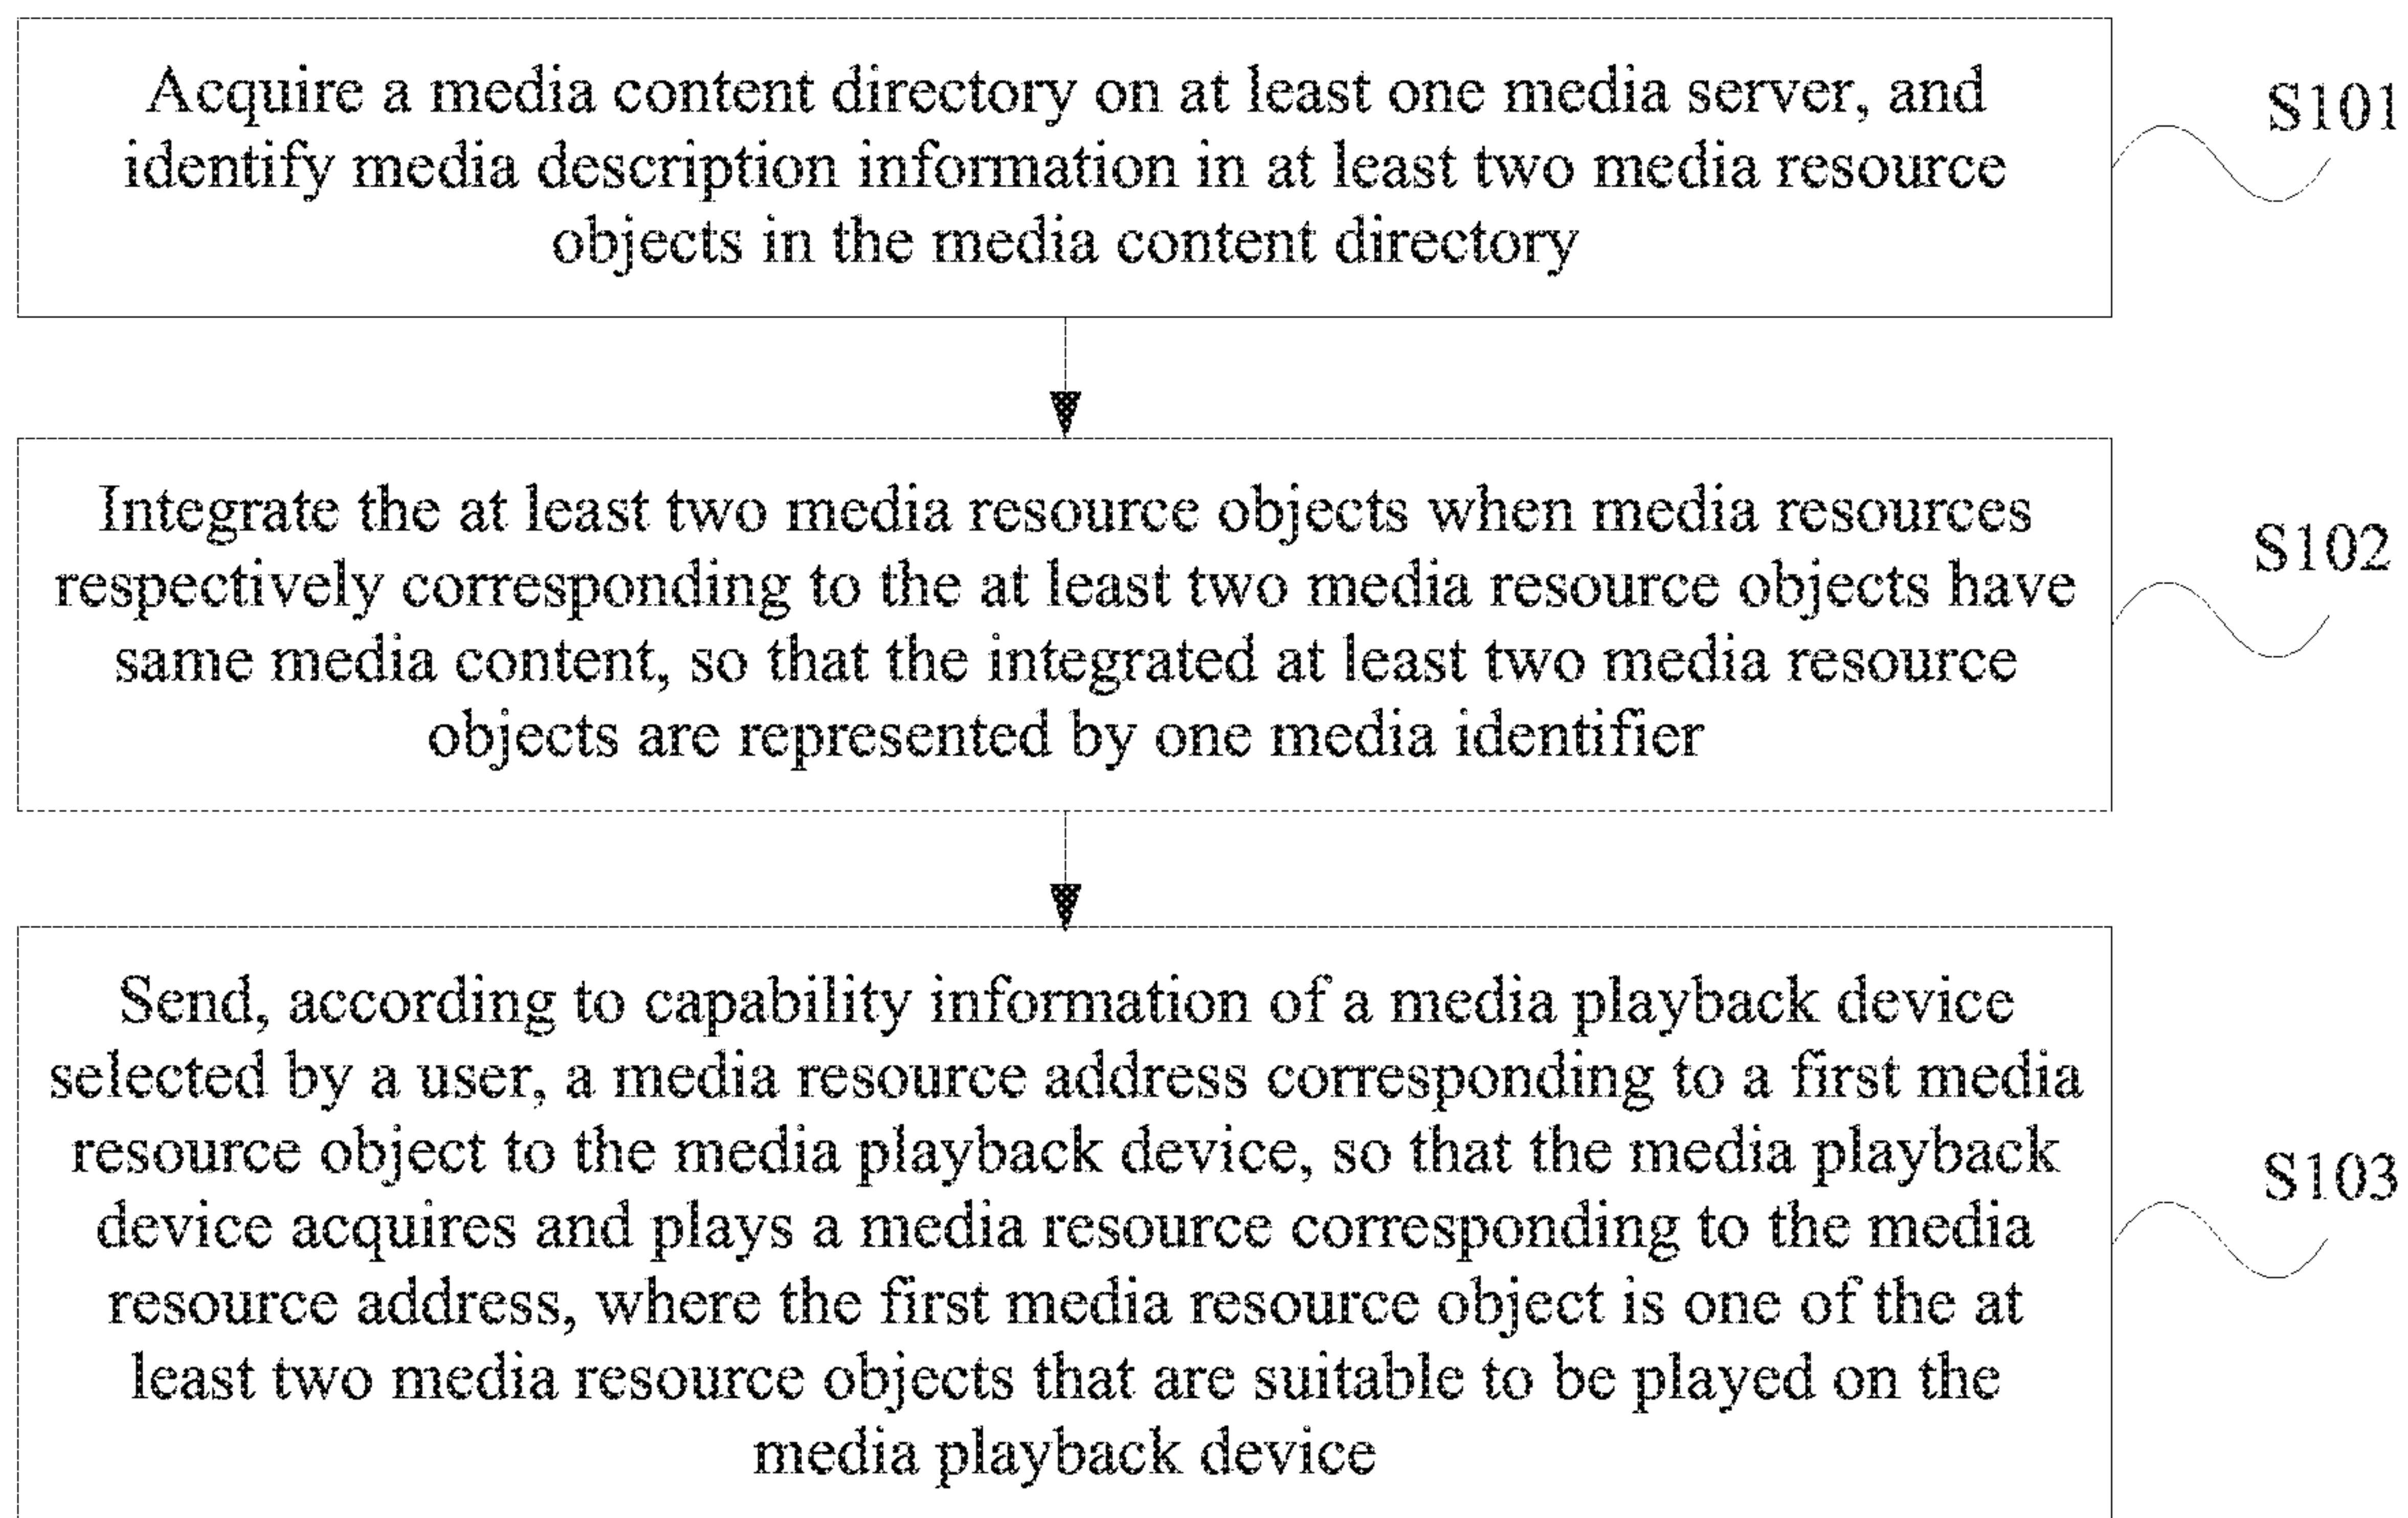 Acquire a media content directory on at least one media server, and
identify media description information in at least two media resource
objects in the media content directory
S101
Integrate the at least two media resource objects when media resources
respectively corresponding to the at least two media resource objects have
same media content, so that the integrated at least two media resource
objects are represented by one media identifier
S102
Send, according to capability information of a media playback device
selected by a user, a media resource address corresponding to a first media
resource object to the media playback device, so that the media playback
device acquires and plays a media resource corresponding to the media
resource address, where the first media resource object is one of the at
least two media resource objects that are suitable to be played on the
media playback device
S103